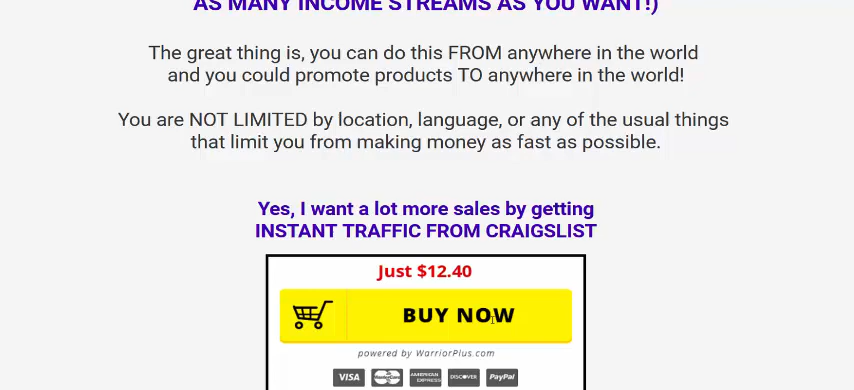 AS MANY INCOME STREAMS AS YOU WANT!)
The great thing is, you can do this FROM anywhere in the world
and you could promote products TO anywhere in the world!
You are NOT LIMITED by location, language, or any of the usual things
that limit you from making money as fast as possible.
Yes, I want a lot more sales by getting
INSTANT TRAFFIC FROM CRAIGSLIST
Just $12.40
BUY NOW
powered by WarriorPlus.com
VISA MasterCard AMERICAN EXPRESS DISCOVER PayPal